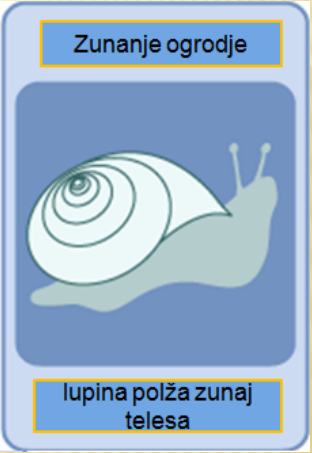 Zunanje ogrodje
lupina polža zunaj
telesa